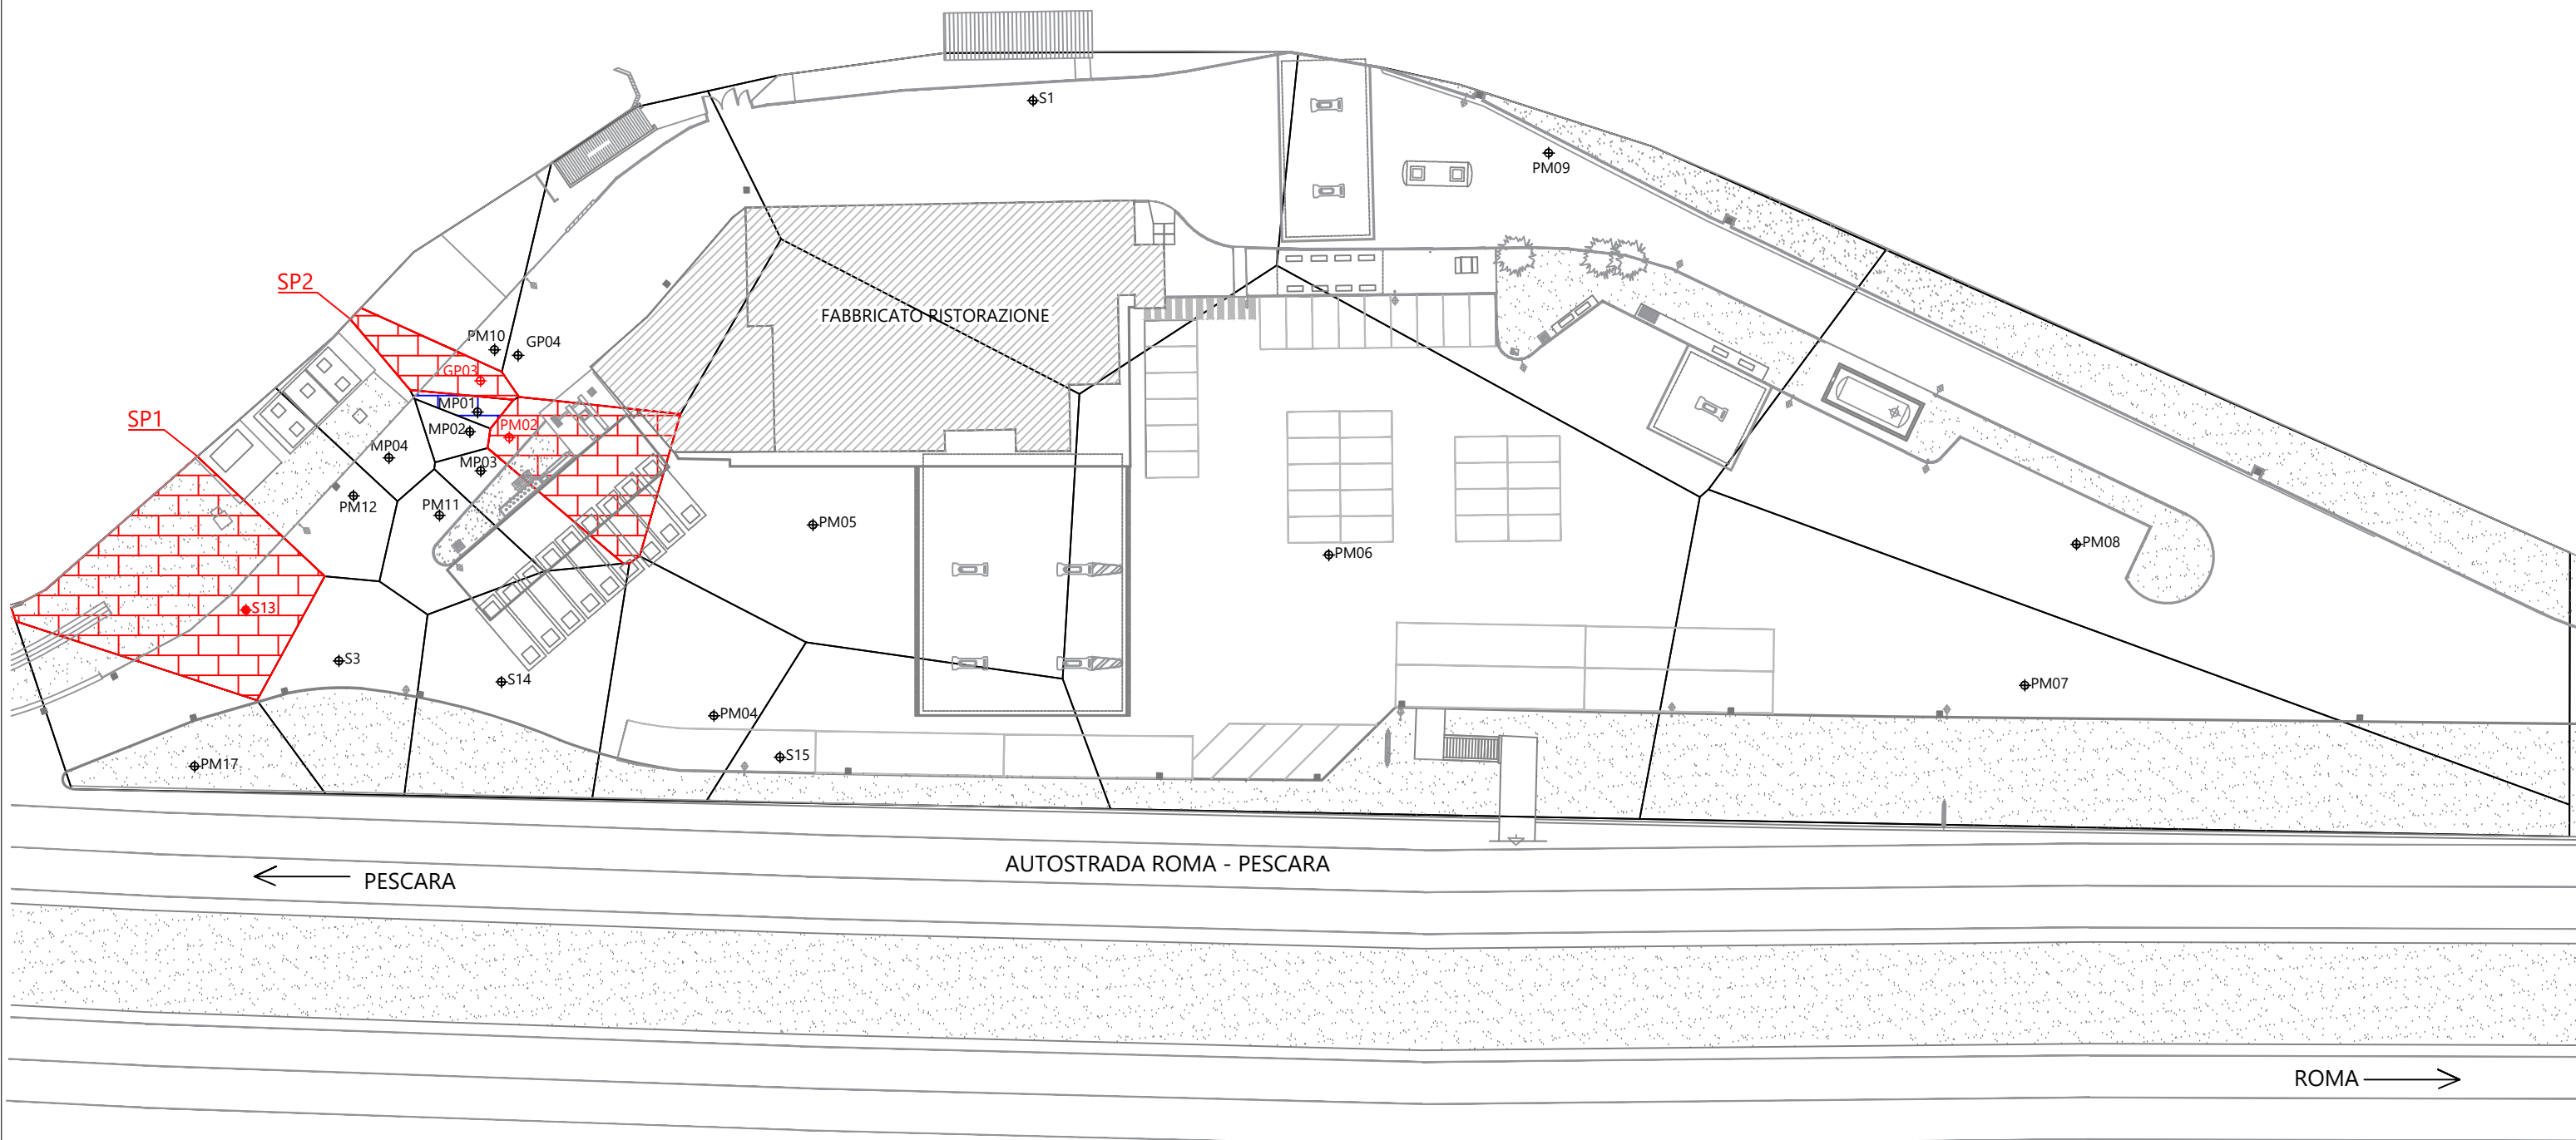 S1
PM09
SP2
FABBRICATO RISTORAZIONE
PM10
GP04
GP03
MP01
SP1
PM02
MP02
MP04
MP03
PM12
PM11
PM05
PM06
PM08
S13
S3
S14
PM07
PM04
S15
PM17
AUTOSTRADA ROMA - PESCARA
PESCARA
ROMA